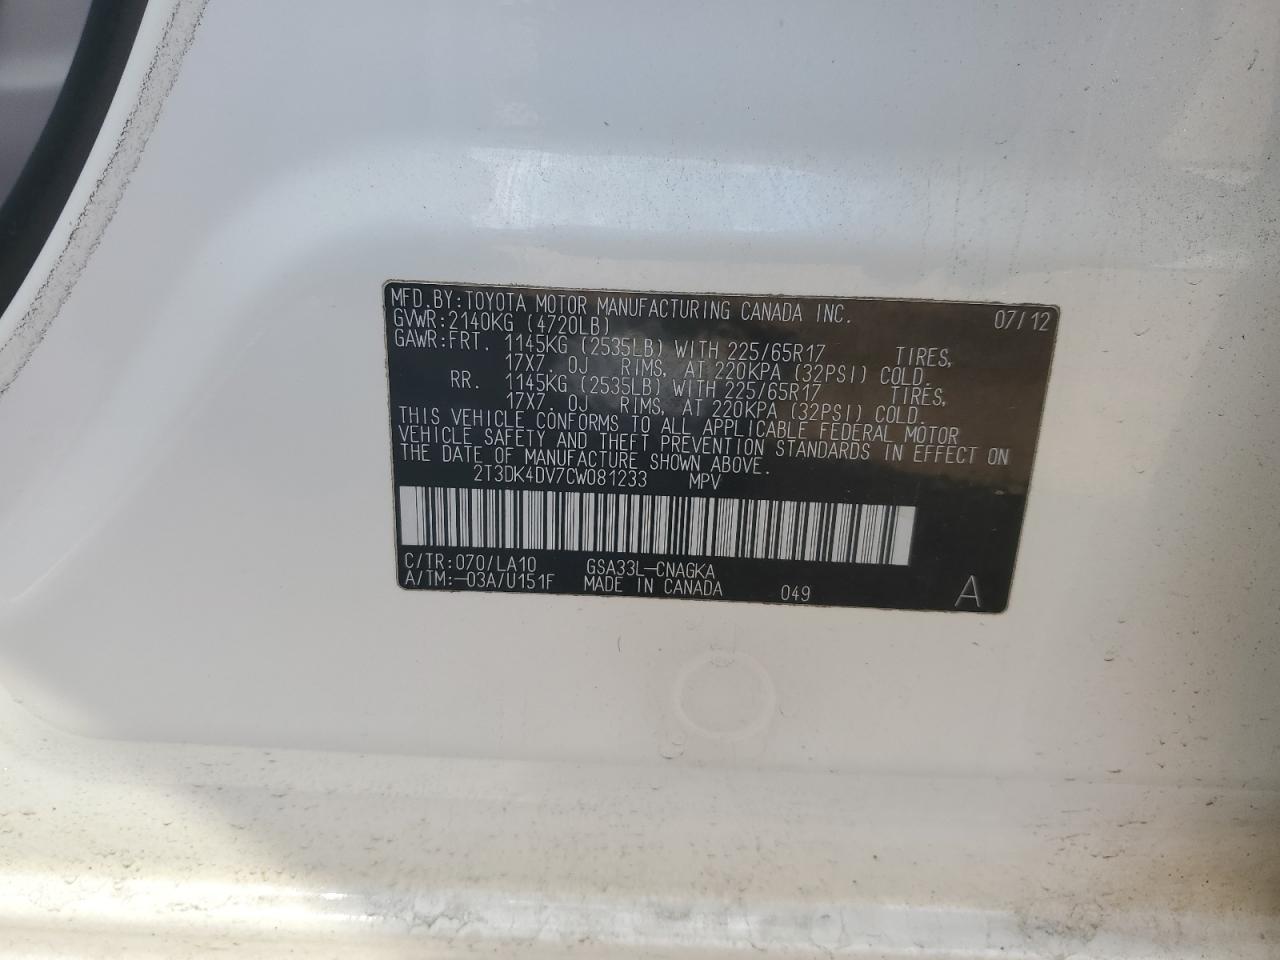 MFD.BY:TOYOTA MOTOR MANUFACTURING CANADA INC. 07/12
GVWR:2140KG (4720LB)
GAWR:FRT. 1145KG (2535LB) WITH 225/65R17 TIRES,
17X7.0J RIMS, AT 220KPA (32PSI) COLD.
RR. 1145KG (2535LB) WITH 225/65R17 TIRES,
17X7.0J RIMS, AT 220KPA (32PSI) COLD.
THIS VEHICLE CONFORMS TO ALL APPLICABLE FEDERAL MOTOR
VEHICLE SAFETY AND THEFT PREVENTION STANDARDS IN EFFECT ON
THE DATE OF MANUFACTURE SHOWN ABOVE.
2T3DK4DV7CW081233 MPV
C/TR:070/LA10 GSA33L-CNAGKA
A/TM:-03A/U151F MADE IN CANADA 049 A